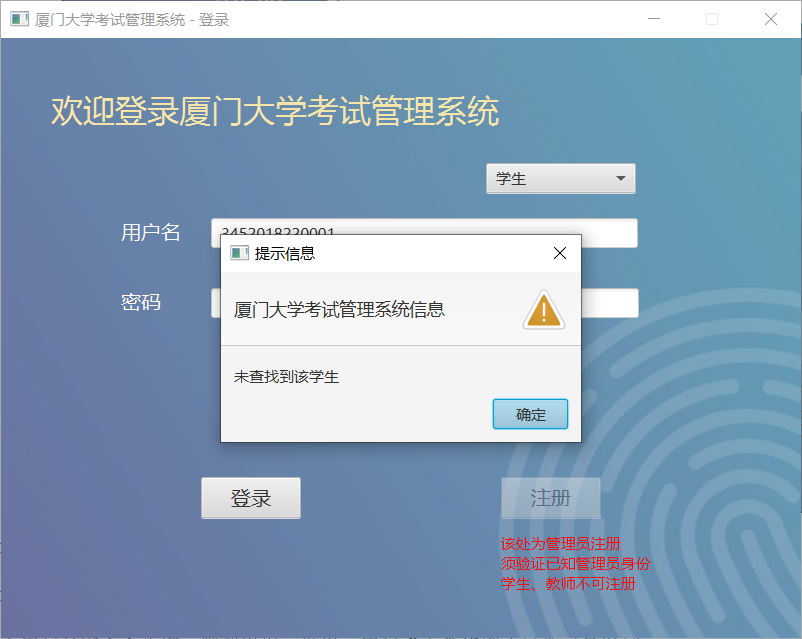 厦门大学考试管理系统 - 登录
欢迎登录厦门大学考试管理系统
学生
用户名
提示信息
密码
厦门大学考试管理系统信息
未查找到该学生
确定
登录
注册
该处为管理员注册
须验证已知管理员身份
学生、教师不可注册